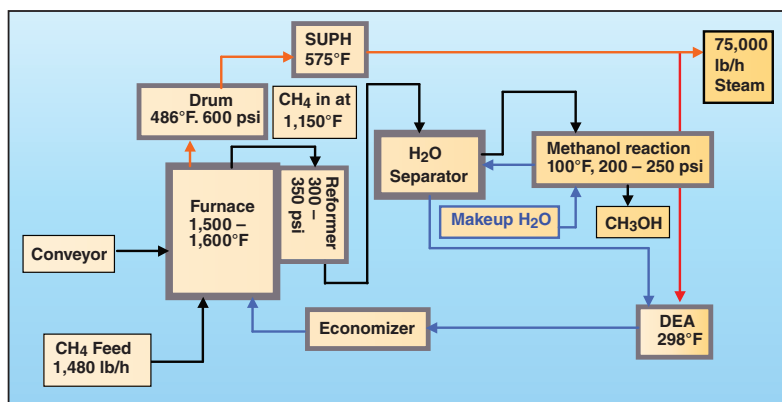 SUPH
575°F
75,000
lb/h
Steam
Drum
486°F. 600 psi
CH₄ in at
1,150°F
H₂O
Separator
Methanol reaction
100°F, 200 – 250 psi
Furnace
1,500 –
1,600°F
Reformer
300 –
350 psi
Makeup H₂O
CH₃OH
Conveyor
Economizer
DEA
298°F
CH₄ Feed
1,480 lb/h